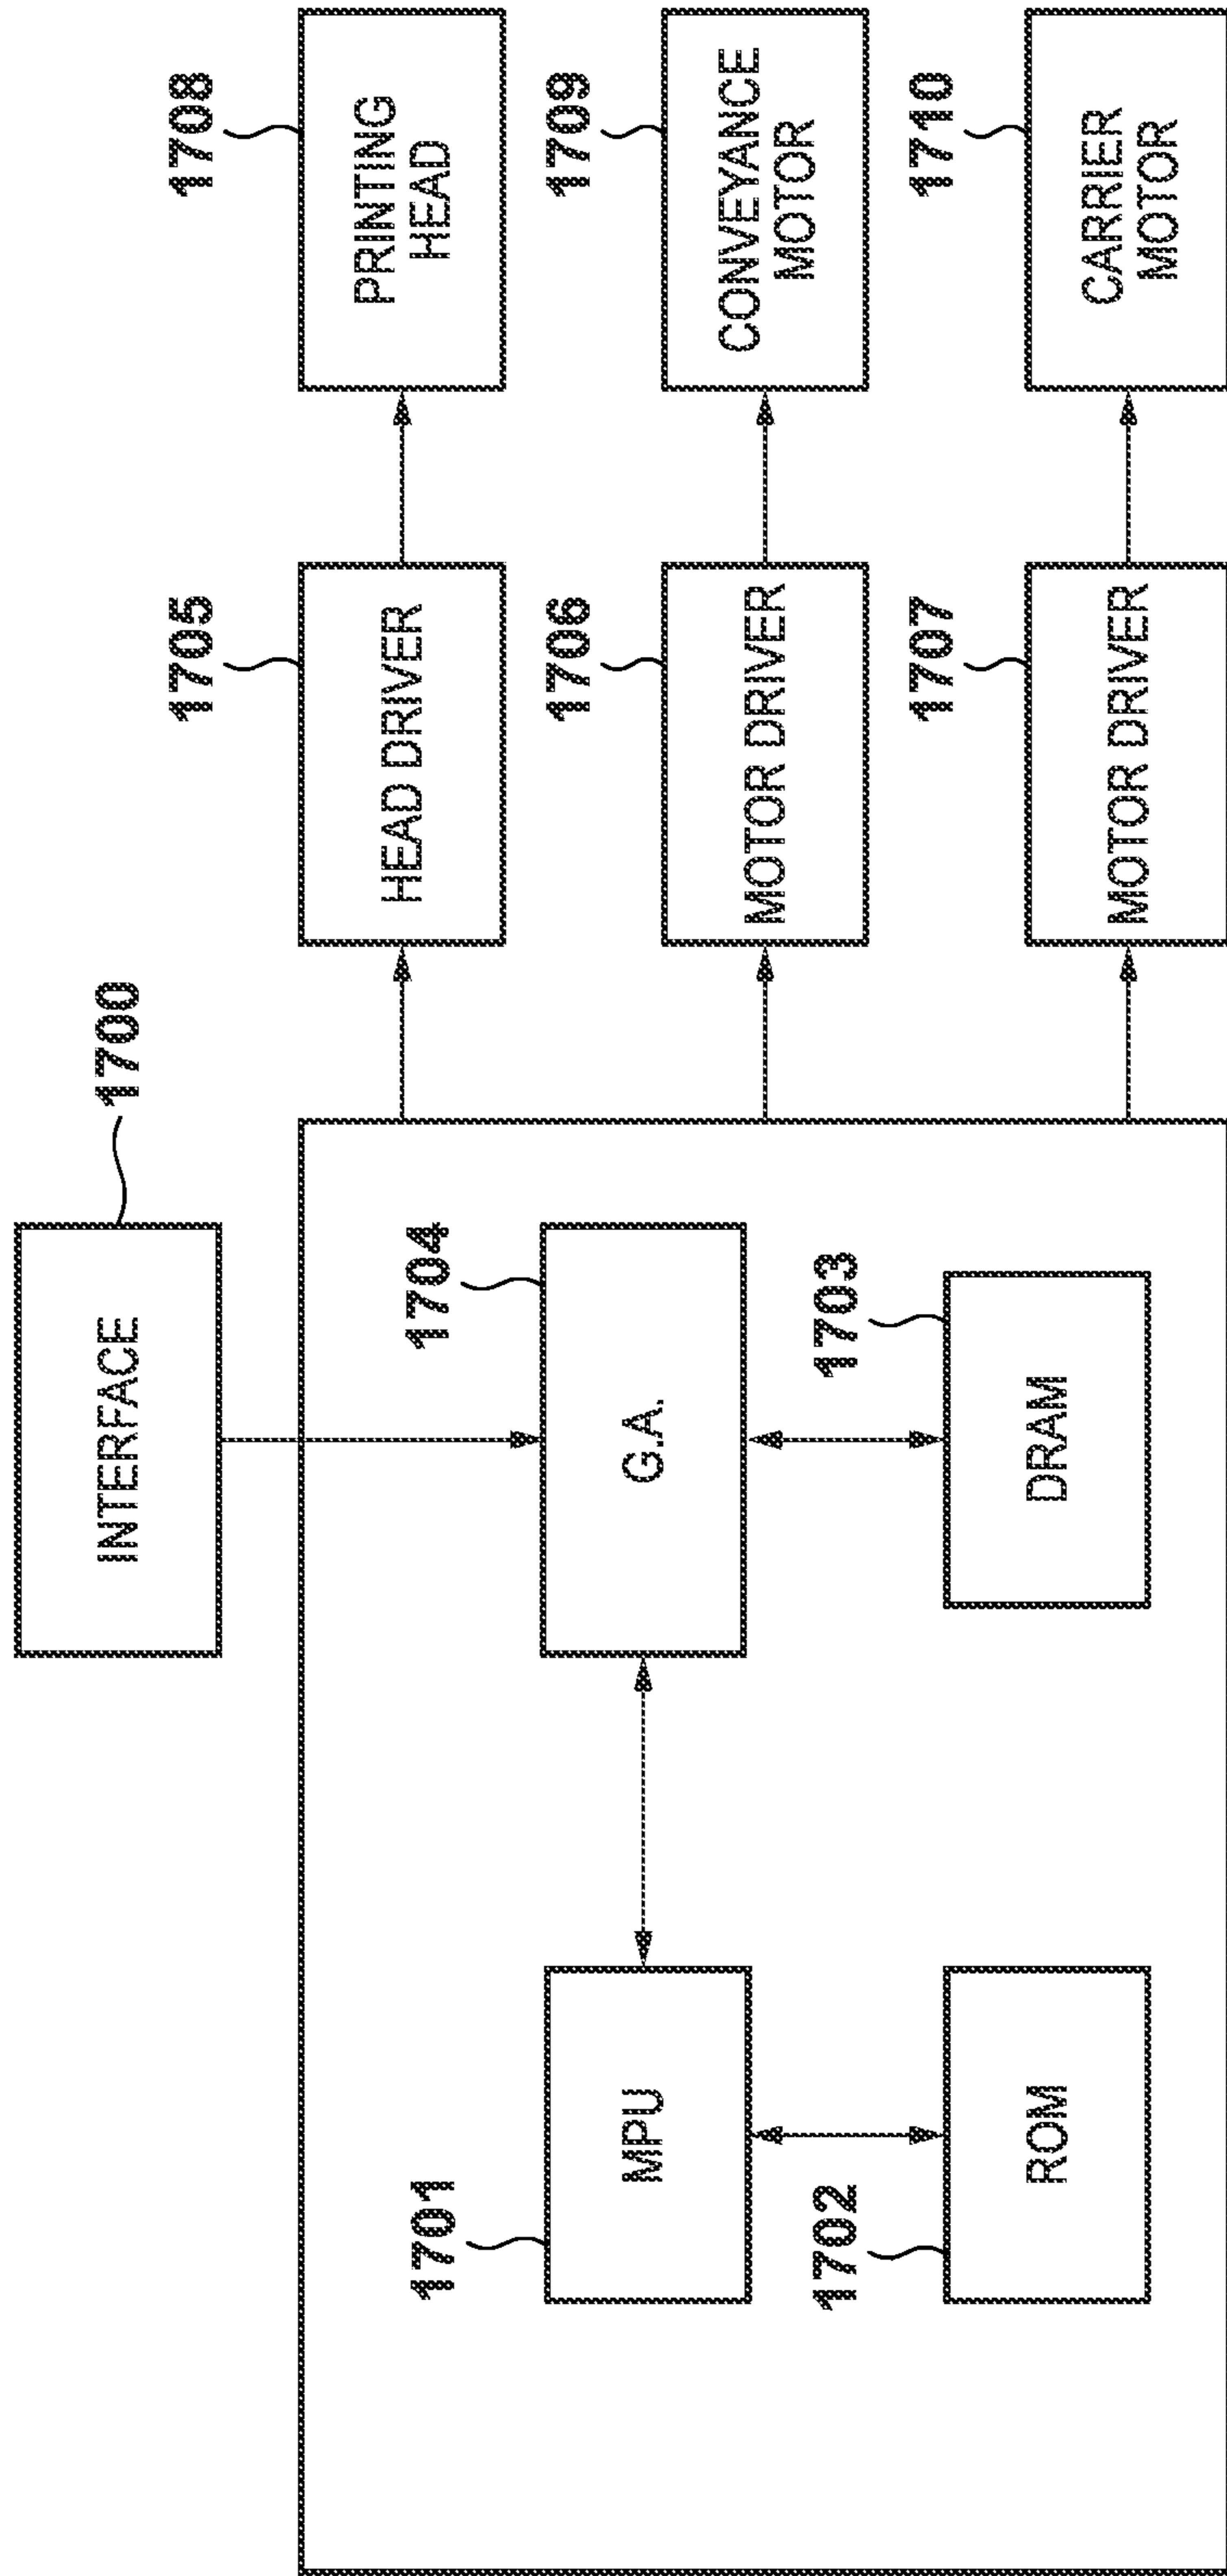 1700
INTERFACE
1701
MPU
1704
G.A.
1702
ROM
1703
DRAM
1705
HEAD DRIVER
1708
PRINTING
HEAD
1706
MOTOR DRIVER
1709
CONVEYANCE
MOTOR
1707
MOTOR DRIVER
1710
CARRIER
MOTOR